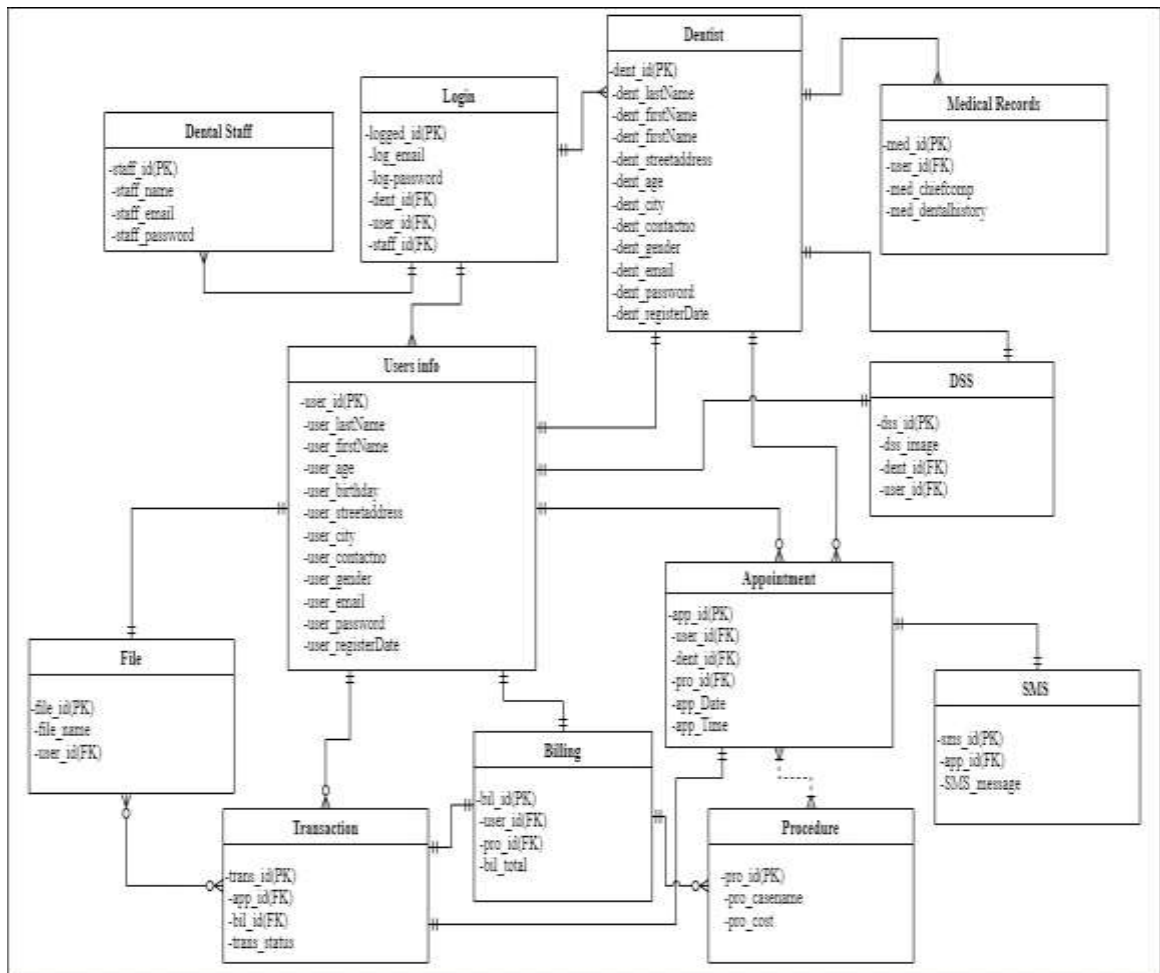 Dentist
-dent_id(PK)
-dent_lastName
-dent_firstName
-dent_firstName
-dent_streetaddress
-dent_age
-dent_city
-dent_contactno
-dent_gender
-dent_email
-dent_password
-dent_registerDate
Login
-logged_id(PK)
-log_email
-log-password
-dent_id(FK)
-user_id(FK)
-staff_id(FK)
Medical Records
-med_id(PK)
-user_id(FK)
-med_chiefcomp
-med_dentalhistory
Dental Staff
-staff_id(PK)
-staff_name
-staff_email
-staff_password
Users info
-user_id(PK)
-user_lastName
-user_firstName
-user_age
-user_birthday
-user_streetaddress
-user_city
-user_contactno
-user_gender
-user_email
-user_password
-user_registerDate
DSS
-dss_id(PK)
-dss_image
-dent_id(FK)
-user_id(FK)
Appointment
-app_id(PK)
-user_id(FK)
-dent_id(FK)
-pro_id(FK)
-app_Date
-app_Time
File
-file_id(PK)
-file_name
-user_id(FK)
SMS
-sms_id(PK)
-app_id(FK)
-SMS_message
Billing
-bil_id(PK)
-user_id(FK)
-pro_id(FK)
-bil_total
Transaction
-trans_id(PK)
-app_id(FK)
-bil_id(FK)
-trans_status
Procedure
-pro_id(PK)
-pro_casename
-pro_cost